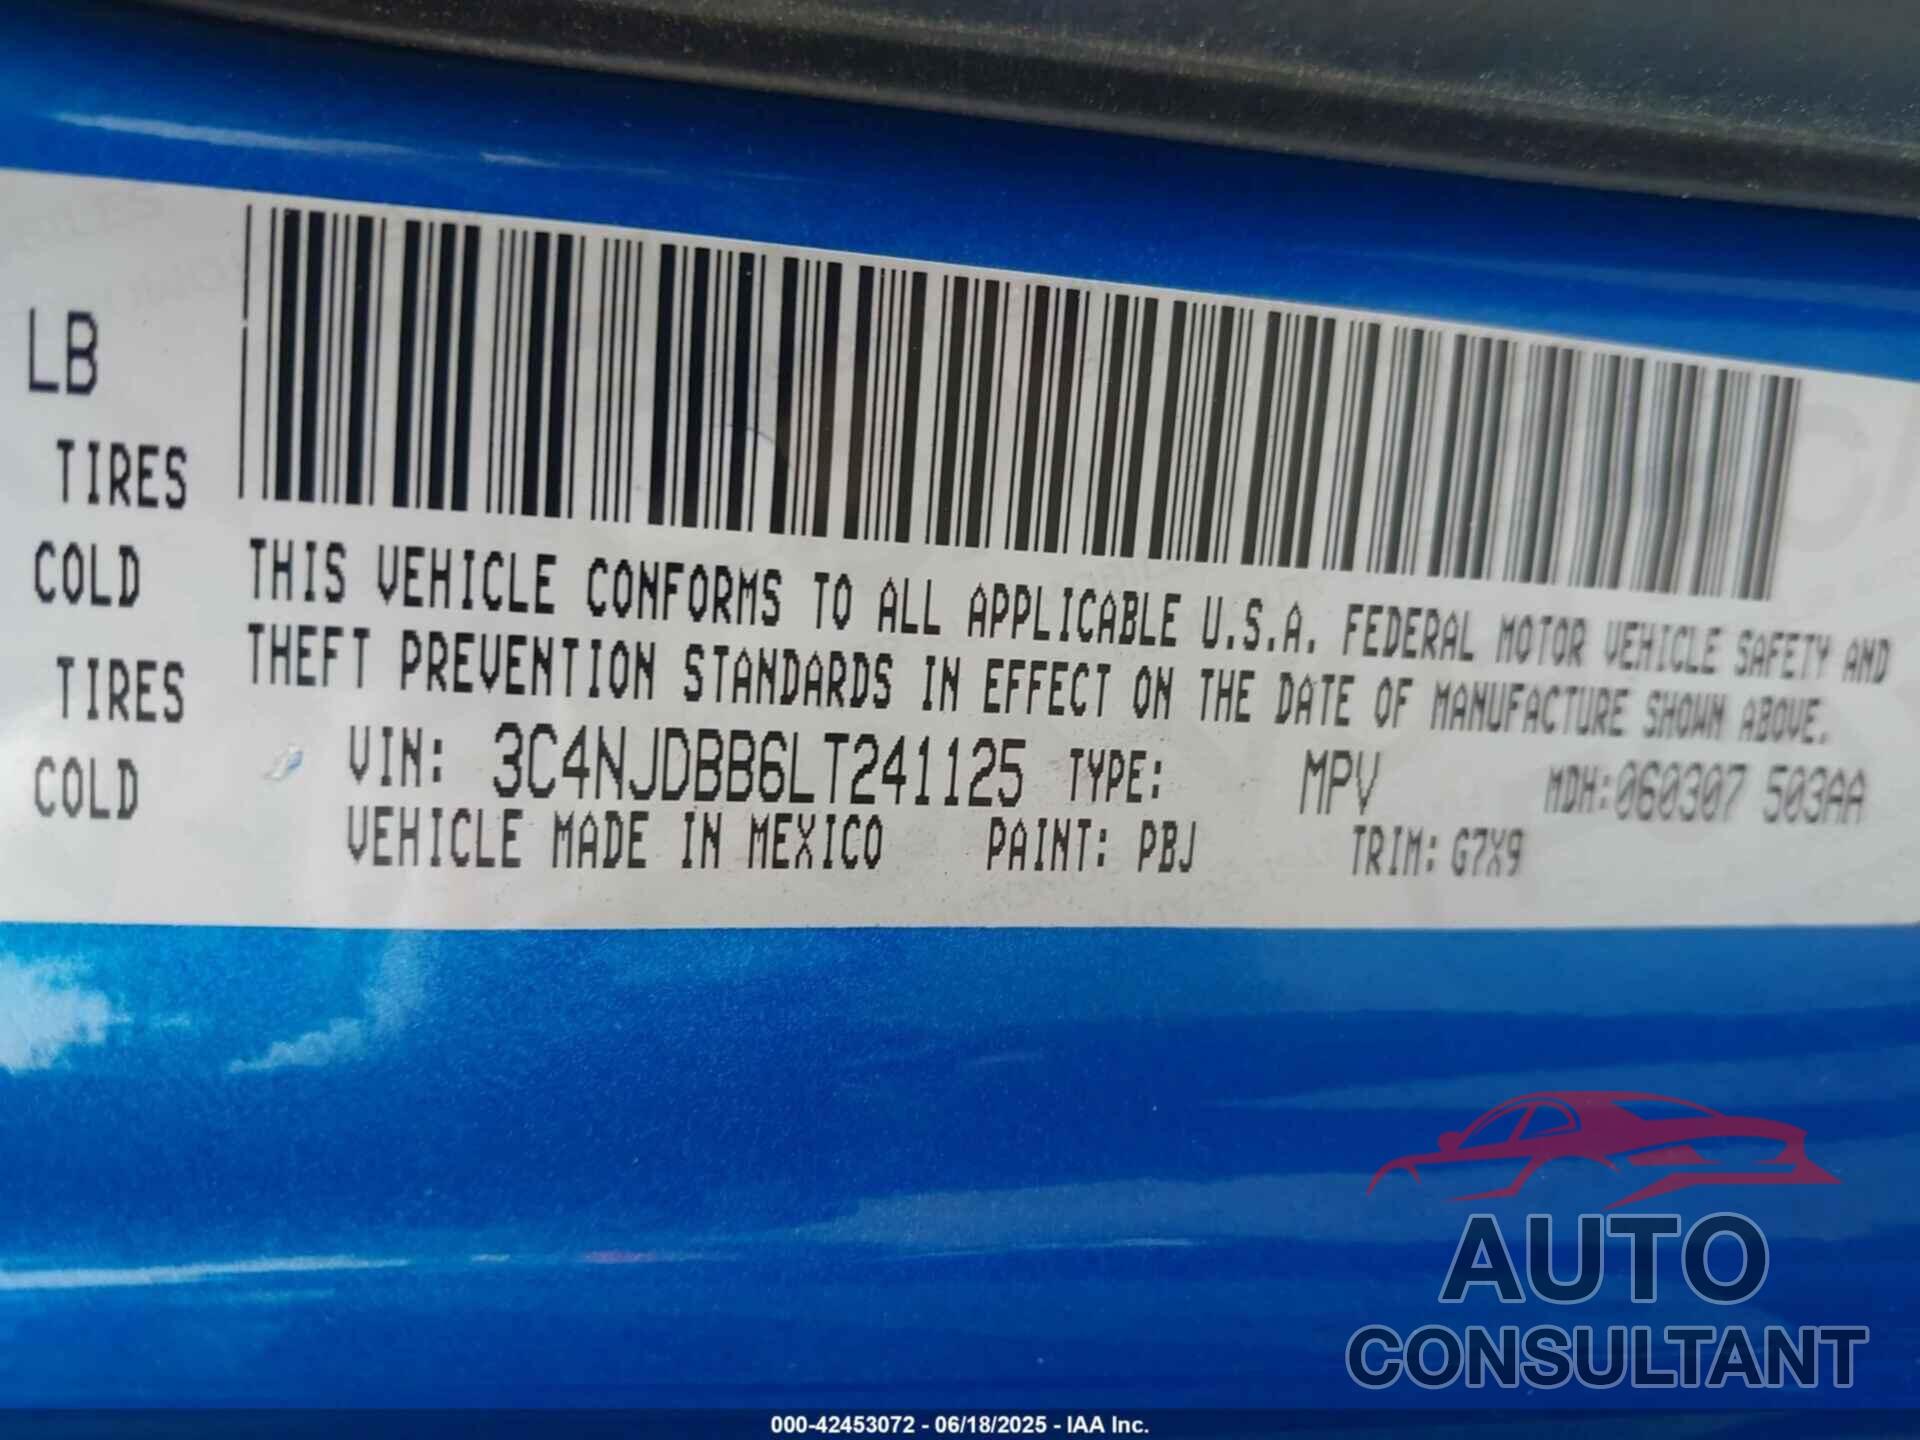 LB
TIRES
COLD
TIRES
COLD
THIS VEHICLE CONFORMS TO ALL APPLICABLE U.S.A. FEDERAL MOTOR VEHICLE SAFETY AND
THEFT PREVENTION STANDARDS IN EFFECT ON THE DATE OF MANUFACTURE SHOWN ABOVE.
VIN: 3C4NJDBB6LT241125 TYPE: MPV MDH:060307 503AA
VEHICLE MADE IN MEXICO PAINT: PBJ TRIM: G7X9
AUTO
CONSULTANT
000-42453072 - 06/18/2025 - IAA Inc.